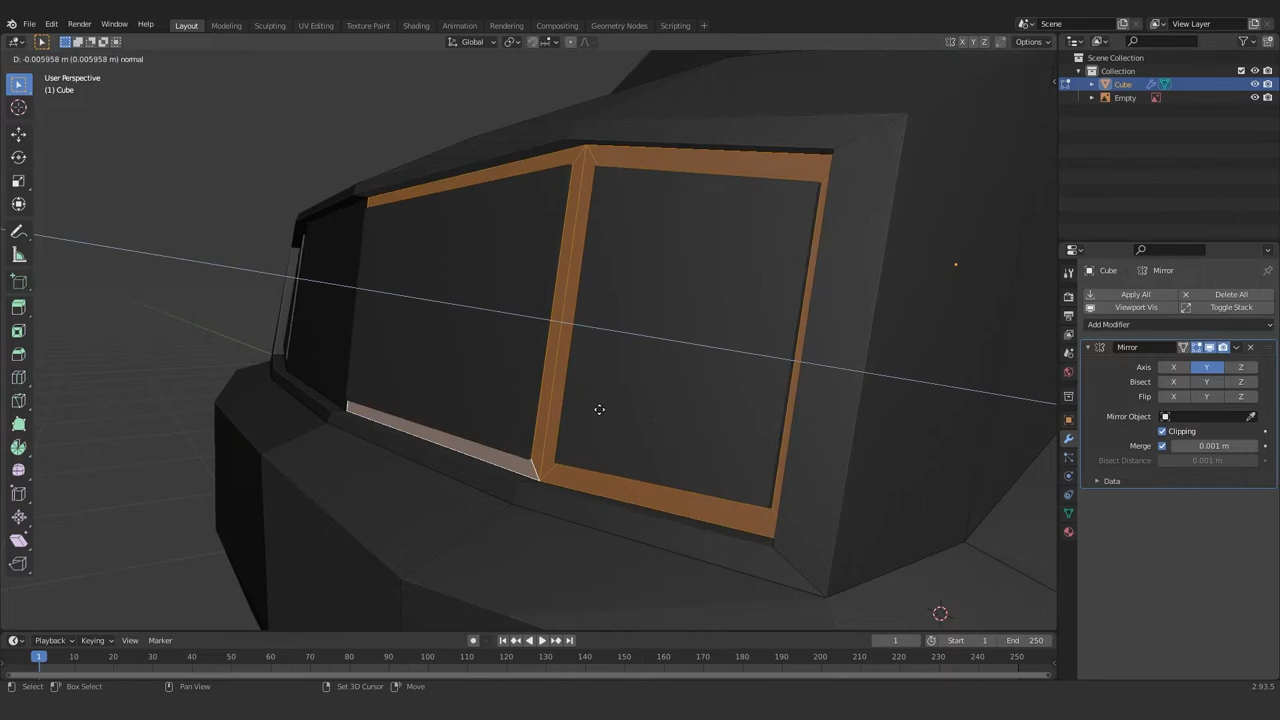 File Edit Render Window Help Layout Modeling Sculpting UV Editing Texture Paint Shading Animation Rendering Compositing Geometry Nodes Scripting + Scene View Layer
Global X Y Z Options
D: -0.005958 m (0.005958 m) normal
User Perspective
(1) Cube
Scene Collection
Collection
Cube
Empty
Cube Mirror
Apply All Delete All
Viewport Vis Toggle Stack
Add Modifier
Mirror
Axis X Y Z
Bisect X Y Z
Flip X Y Z
Mirror Object
Clipping
Merge 0.001 m
Bisect Distance 0.001 m
Data
Playback Keying View Marker 1 Start 1 End 250
1 10 20 30 40 50 60 70 80 90 100 110 120 130 140 150 160 170 180 190 200 210 220 230 240 250
Select Box Select Pan View Set 3D Cursor Move 2.93.5